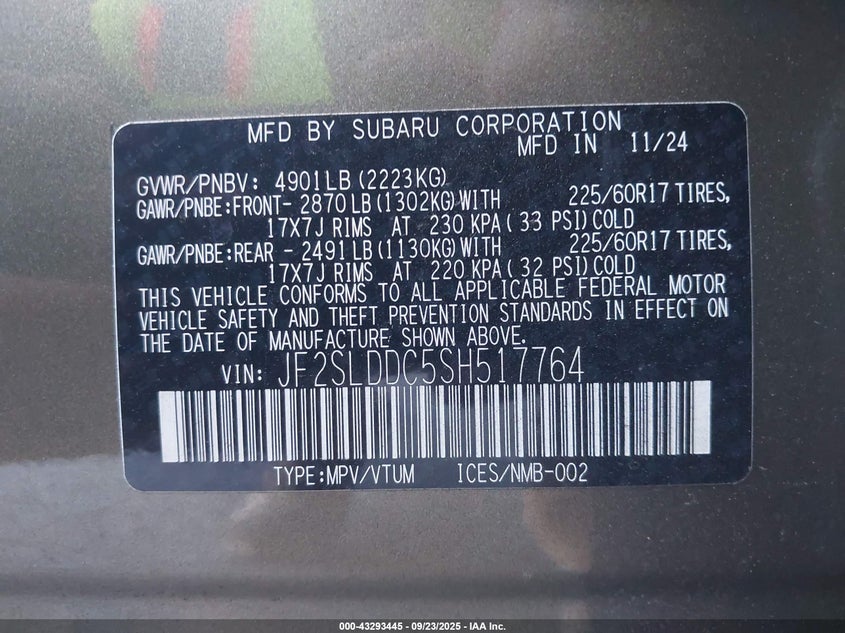 MFD BY SUBARU CORPORATION
MFD IN 11/24
GVWR/PNBV: 4901LB (2223KG)
GAWR/PNBE:FRONT- 2870 LB (1302KG) WITH 225/60R17 TIRES,
17X7J RIMS AT 230 KPA ( 33 PSI) COLD
GAWR/PNBE:REAR - 2491 LB (1130KG) WITH 225/60R17 TIRES,
17X7J RIMS AT 220 KPA ( 32 PSI) COLD
THIS VEHICLE CONFORMS TO ALL APPLICABLE FEDERAL MOTOR
VEHICLE SAFETY AND THEFT PREVENTION STANDARDS IN EFFECT ON
THE DATE OF MANUFACTURE SHOWN ABOVE.
VIN: JF2SLDDC5SH517764
TYPE:MPV/VTUM ICES/NMB-002
000-43293445 - 09/23/2025 - IAA Inc.